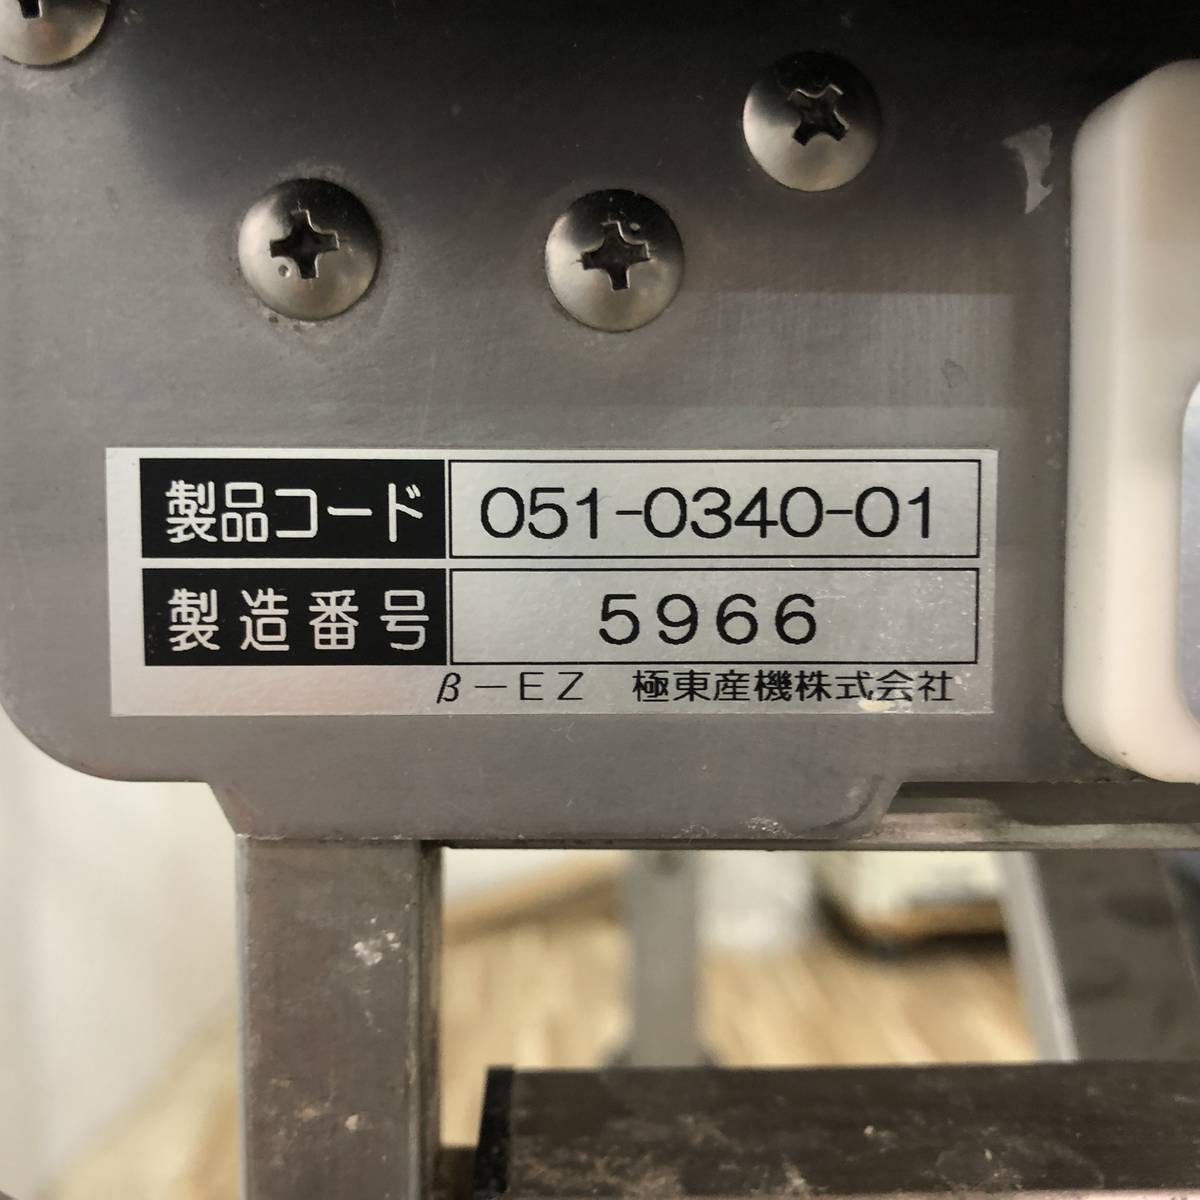 製品コード 051-0340-01
製造番号 5966
β-EZ 極東産機株式会社